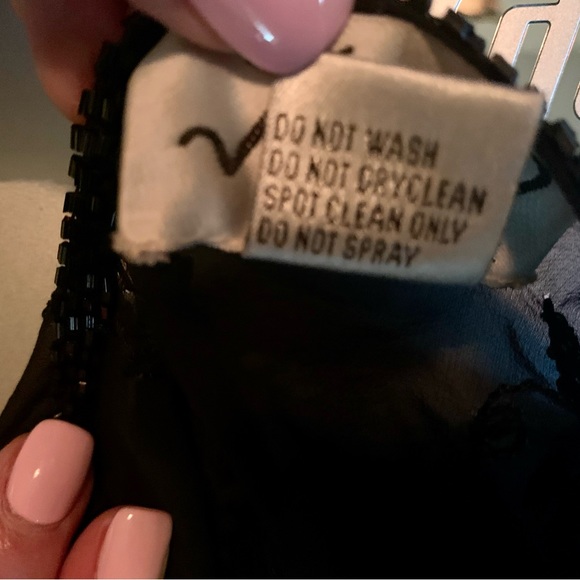 DO NOT WASH
DO NOT DRYCLEAN
SPOT CLEAN ONLY
DO NOT SPRAY